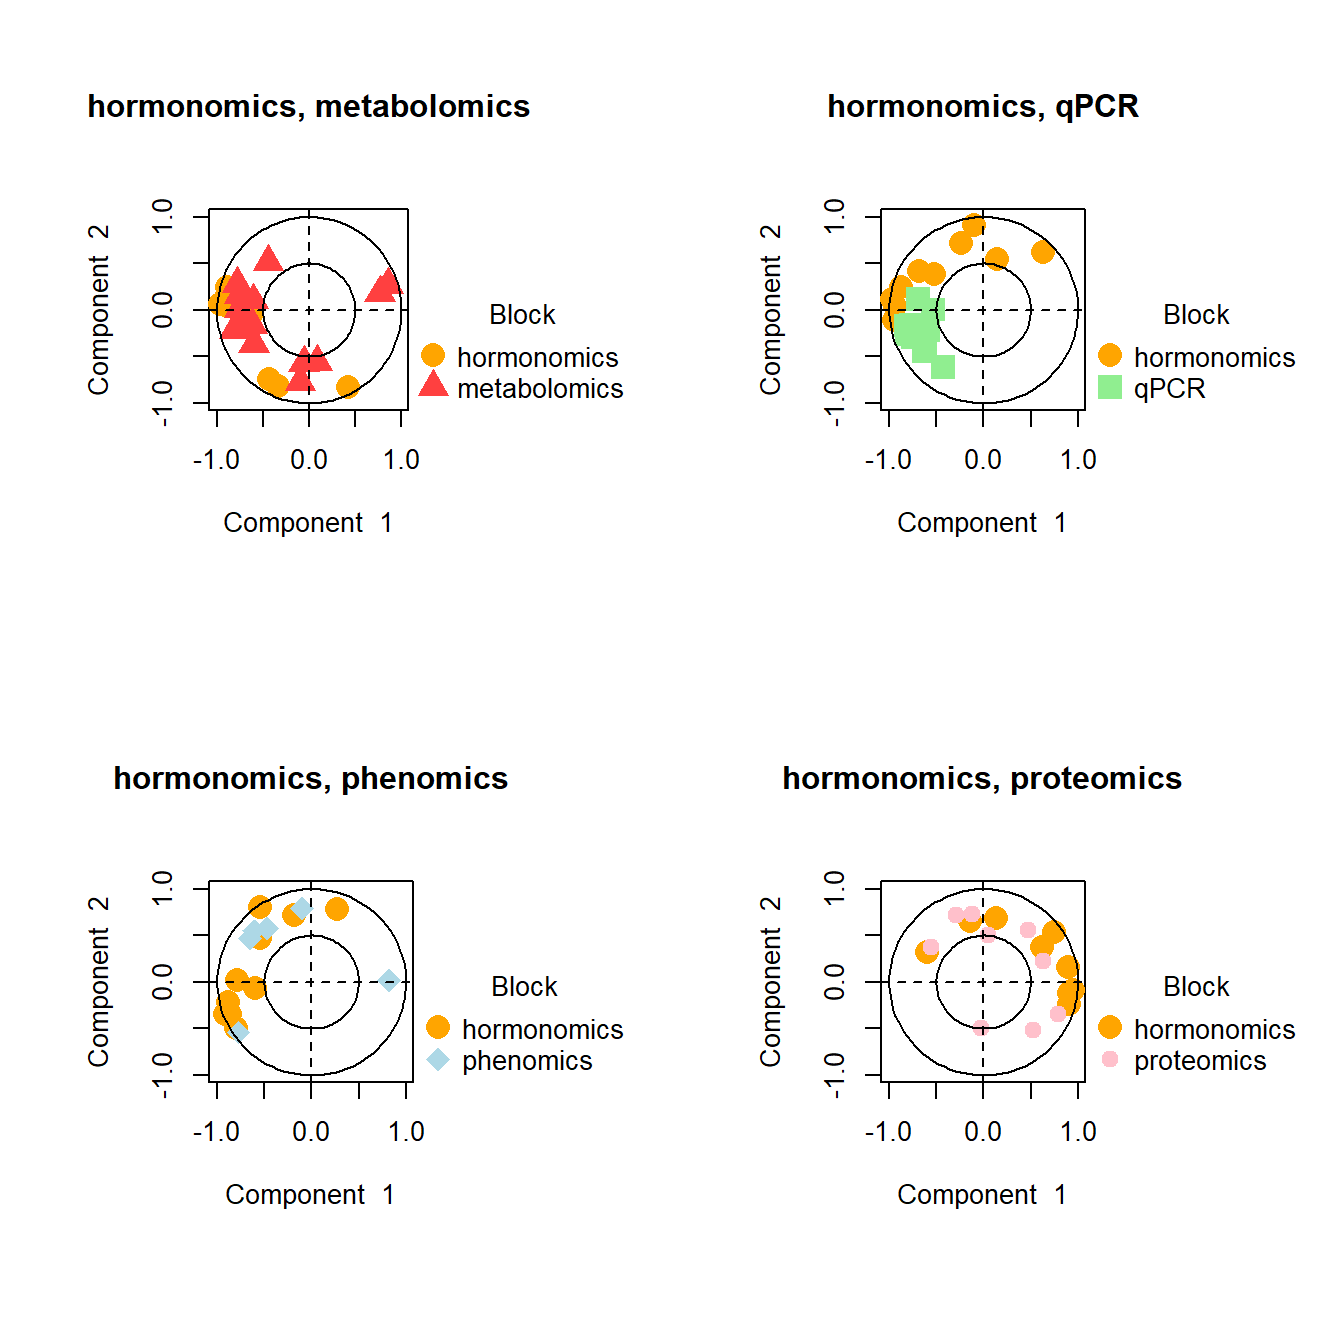 hormonomics, metabolomics
1.0
0.0
-1.0
Component 2
-1.0 0.0 1.0
Component 1
Block
hormonomics
metabolomics
hormonomics, qPCR
1.0
0.0
-1.0
Component 2
-1.0 0.0 1.0
Component 1
Block
hormonomics
qPCR
hormonomics, phenomics
1.0
0.0
-1.0
Component 2
-1.0 0.0 1.0
Component 1
Block
hormonomics
phenomics
hormonomics, proteomics
1.0
0.0
-1.0
Component 2
-1.0 0.0 1.0
Component 1
Block
hormonomics
proteomics